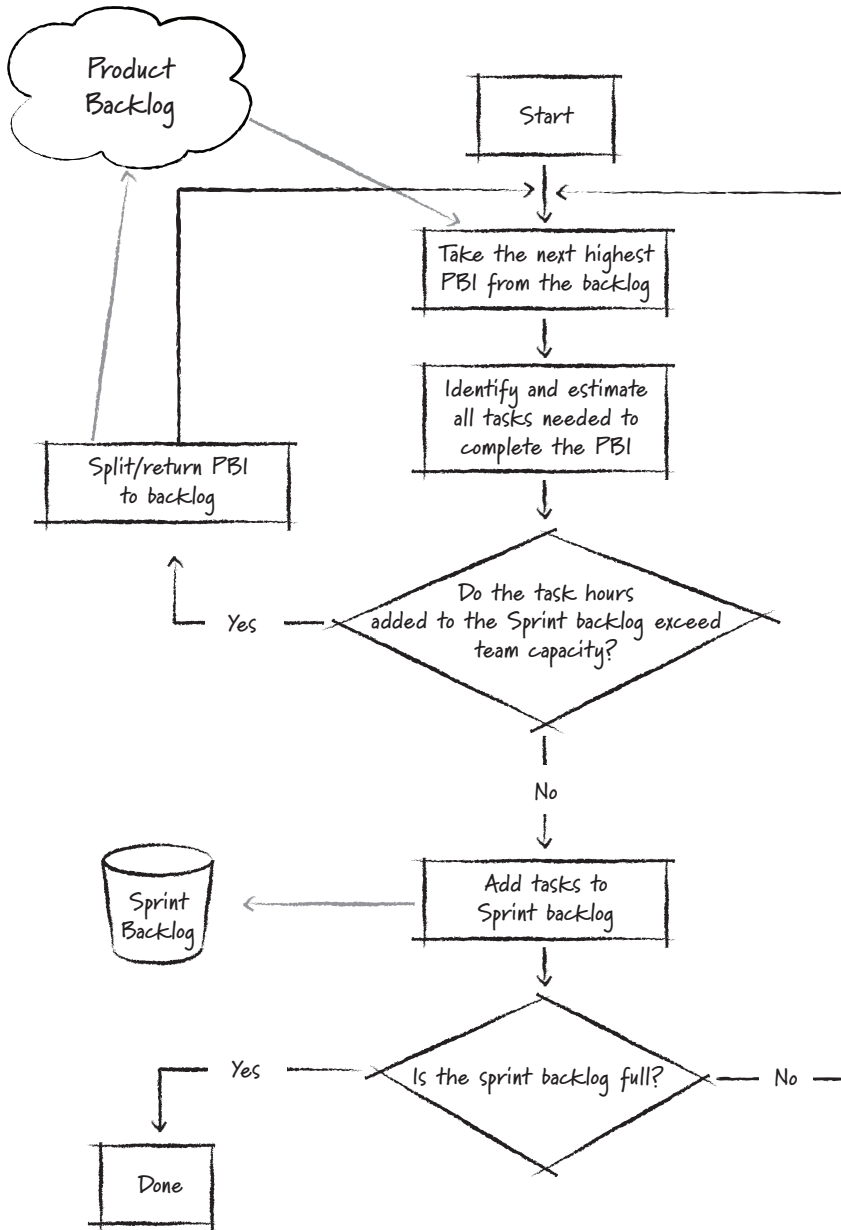 Product
Backlog
Start
Take the next highest
PBI from the backlog
Identify and estimate
all tasks needed to
complete the PBI
Split/return PBI
to backlog
Do the task hours
added to the Sprint backlog exceed
team capacity?
Yes
No
Add tasks to
Sprint backlog
Sprint
Backlog
Is the sprint backlog full?
Yes
No
Done